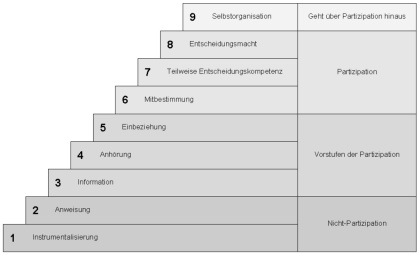 9 Selbstorganisation Geht über Partizipation hinaus
8 Entscheidungsmacht
7 Teilweise Entscheidungskompetenz Partizipation
6 Mitbestimmung
5 Einbeziehung
4 Anhörung Vorstufen der Partizipation
3 Information
2 Anweisung
Nicht-Partizipation
1 Instrumentalisierung